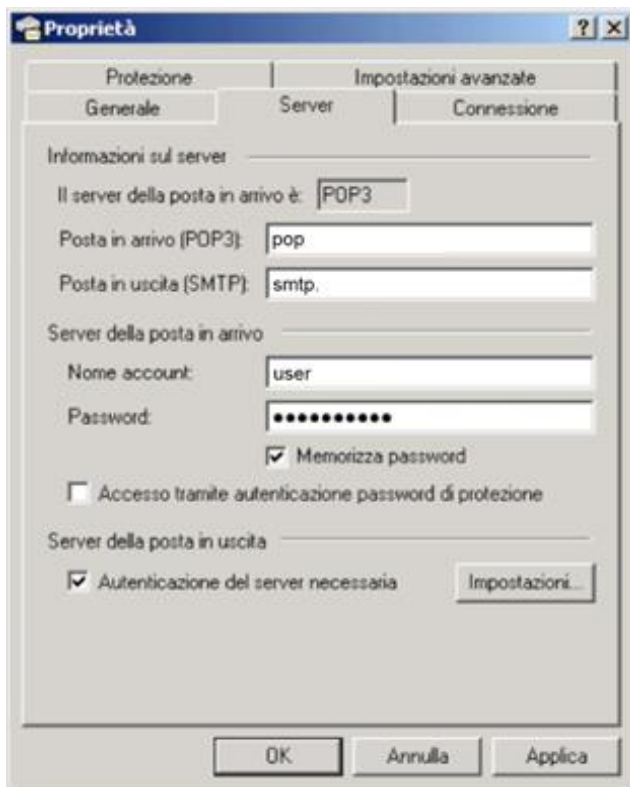 Proprietà
Protezione
Impostazioni avanzate
Generale
Server
Connessione
Informazioni sul server
Il server della posta in arrivo è: POP3
Posta in arrivo (POP3): pop
Posta in uscita (SMTP): smtp.
Server della posta in arrivo
Nome account: user
Password: ●●●●●●●●●●
Memorizza password
Accesso tramite autenticazione password di protezione
Server della posta in uscita
Autenticazione del server necessaria Impostazioni...
OK Annulla Applica